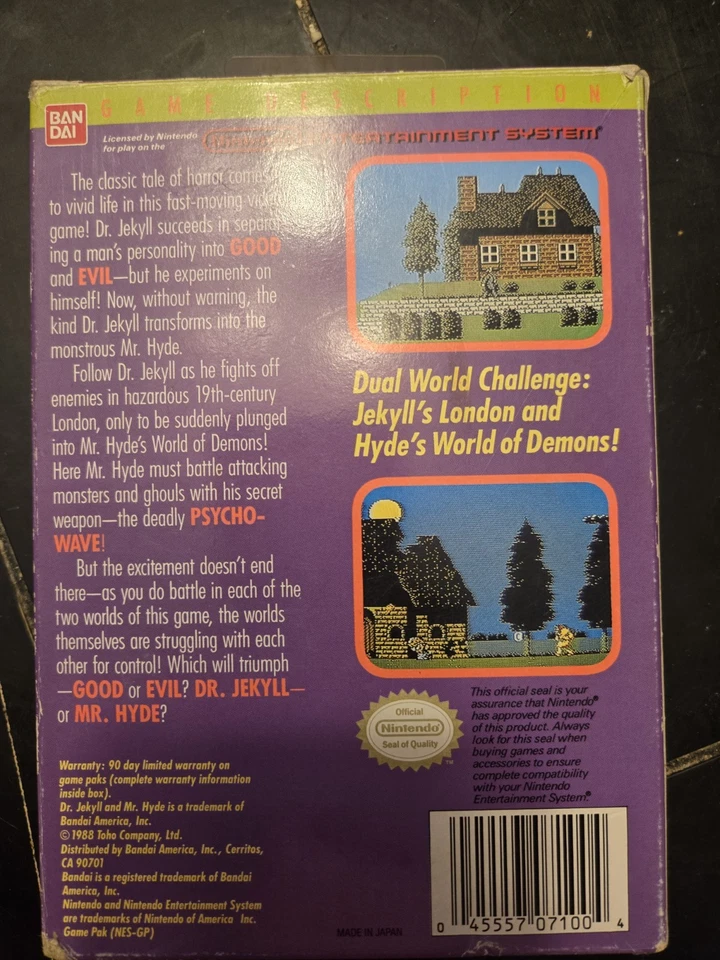 GAME DESCRIPTION
BAN
DAI
Licensed by Nintendo
for play on the
Nintendo ENTERTAINMENT SYSTEM®
The classic tale of horror comes
to vivid life in this fast-moving video
game! Dr. Jekyll succeeds in separat-
ing a man's personality into GOOD
and EVIL—but he experiments on
himself! Now, without warning, the
kind Dr. Jekyll transforms into the
monstrous Mr. Hyde.
Follow Dr. Jekyll as he fights off
enemies in hazardous 19th-century
London, only to be suddenly plunged
into Mr. Hyde's World of Demons!
Here Mr. Hyde must battle attacking
monsters and ghouls with his secret
weapon—the deadly PSYCHO-
WAVE!
But the excitement doesn't end
there—as you do battle in each of the
two worlds of this game, the worlds
themselves are struggling with each
other for control! Which will triumph
—GOOD or EVIL? DR. JEKYLL—
or MR. HYDE?
Dual World Challenge:
Jekyll's London and
Hyde's World of Demons!
Official
Nintendo®
Seal of Quality
TM
This official seal is your
assurance that Nintendo®
has approved the quality
of this product. Always
look for this seal when
buying games and
accessories to ensure
complete compatibility
with your Nintendo
Entertainment System®.
Warranty: 90 day limited warranty on
game paks (complete warranty information
inside box).
Dr. Jekyll and Mr. Hyde is a trademark of
Bandai America, Inc.
©1988 Toho Company, Ltd.
Distributed by Bandai America, Inc., Cerritos,
CA 90701
Bandai is a registered trademark of Bandai
America, Inc.
Nintendo and Nintendo Entertainment System
are trademarks of Nintendo of America Inc.
Game Pak (NES-GP)
MADE IN JAPAN
0 45557 07100 4